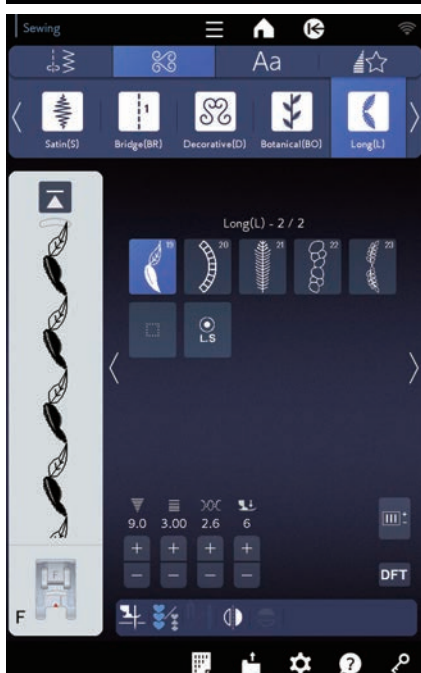 Sewing
Aa
Satin(S) Bridge(BR) Decorative(D) Botanical(BO) Long(L)
1
Long(L) - 2 / 2
19 20 21 22 23
L.S
9.0 3.00 2.6 6
+ + + +
− − − −
DFT
F
F